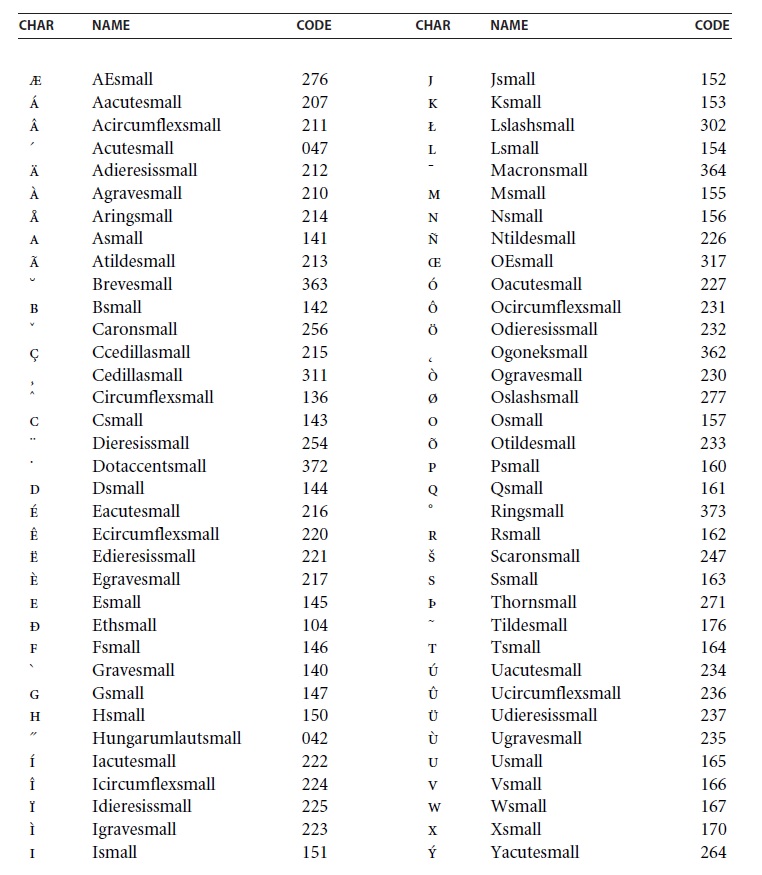 CHAR NAME CODE CHAR NAME CODE
Æ AEsmall 276 J Jsmall 152
Á Aacutesmall 207 K Ksmall 153
Â Acircumflexsmall 211 Ł Lslashsmall 302
´ Acutesmall 047 L Lsmall 154
Ä Adieresissmall 212 ¯ Macronsmall 364
À Agravesmall 210 M Msmall 155
Å Aringsmall 214 N Nsmall 156
A Asmall 141 Ñ Ntildesmall 226
Ã Atildesmall 213 Œ OEsmall 317
˘ Brevesmall 363 Ó Oacutesmall 227
B Bsmall 142 Ô Ocircumflexsmall 231
ˇ Caronsmall 256 Ö Odieresissmall 232
Ç Ccedillasmall 215 ˛ Ogoneksmall 362
¸ Cedillasmall 311 Ò Ogravesmall 230
ˆ Circumflexsmall 136 Ø Oslashsmall 277
C Csmall 143 O Osmall 157
¨ Dieresissmall 254 Õ Otildesmall 233
˙ Dotaccentsmall 372 P Psmall 160
D Dsmall 144 Q Qsmall 161
É Eacutesmall 216 ˚ Ringsmall 373
Ê Ecircumflexsmall 220 R Rsmall 162
Ë Edieresissmall 221 Š Scaronsmall 247
È Egravesmall 217 S Ssmall 163
E Esmall 145 Þ Thornsmall 271
Ð Ethsmall 104 ˜ Tildesmall 176
F Fsmall 146 T Tsmall 164
` Gravesmall 140 Ú Uacutesmall 234
G Gsmall 147 Û Ucircumflexsmall 236
H Hsmall 150 Ü Udieresissmall 237
˝ Hungarumlautsmall 042 Ù Ugravesmall 235
Í Iacutesmall 222 U Usmall 165
Î Icircumflexsmall 224 V Vsmall 166
Ï Idieresissmall 225 W Wsmall 167
Ì Igravesmall 223 X Xsmall 170
I Ismall 151 Ý Yacutesmall 264